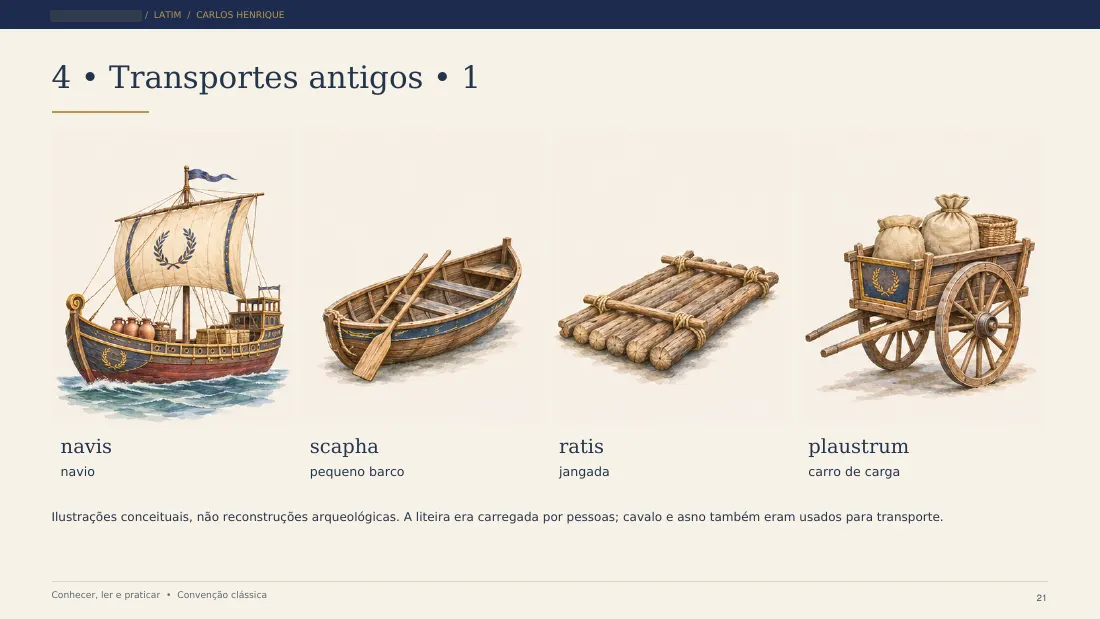 / LATIM / CARLOS HENRIQUE
4 • Transportes antigos • 1
navis
navio
scapha
pequeno barco
ratis
jangada
plaustrum
carro de carga
Ilustrações conceituais, não reconstruções arqueológicas. A liteira era carregada por pessoas; cavalo e asno também eram usados para transporte.
Conhecer, ler e praticar • Convenção clássica
21